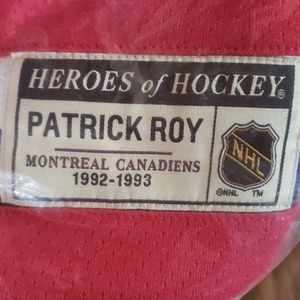 HEROES of HOCKEY®
PATRICK ROY
MONTREAL CANADIENS
1992-1993
NHL
©NHL TM